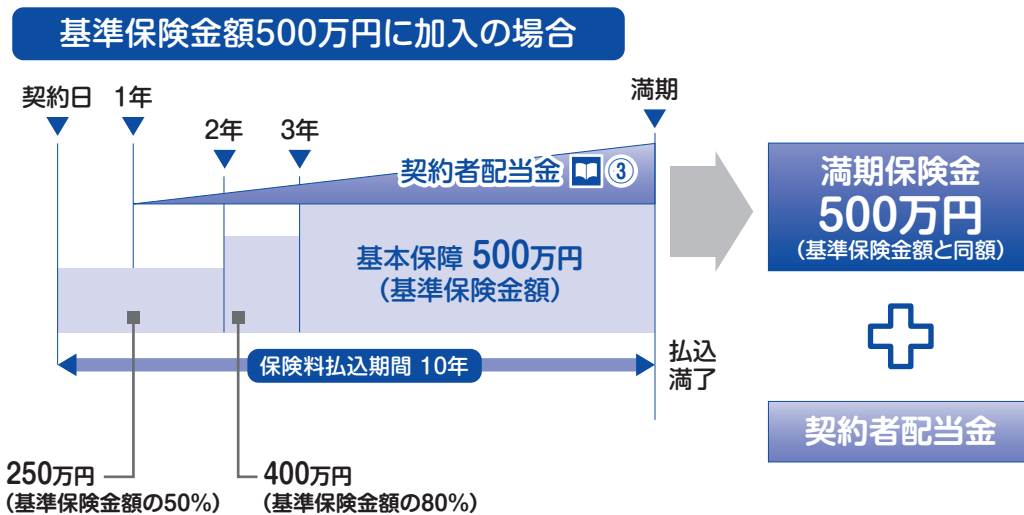 基準保険金額500万円に加入の場合
契約日
1年
2年
3年
満期
契約者配当金 ③
基本保障 500万円
（基準保険金額）
保険料払込期間 10年
払込
満了
250万円
（基準保険金額の50%）
400万円
（基準保険金額の80%）
満期保険金
500万円
（基準保険金額と同額）
契約者配当金